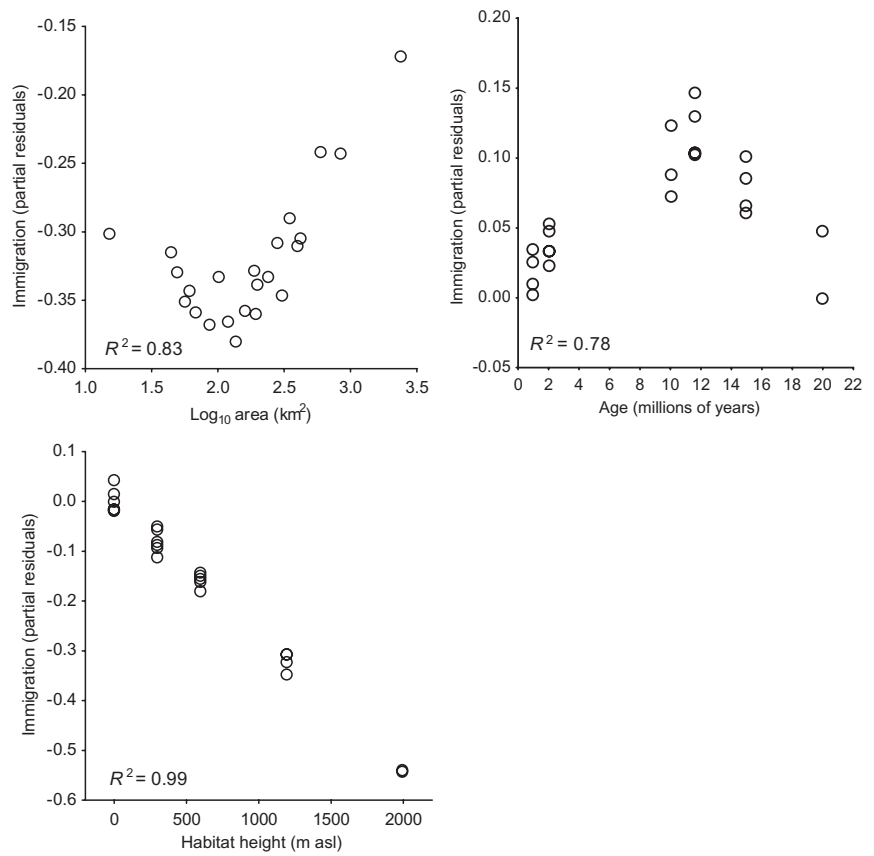 -0.15
-0.20
-0.25
-0.30
-0.35
-0.40
Immigration (partial residuals)
R² = 0.83
1.0 1.5 2.0 2.5 3.0 3.5
Log₁₀ area (km²)
0.20
0.15
0.10
0.05
0.00
-0.05
Immigration (partial residuals)
R² = 0.78
0 2 4 6 8 10 12 14 16 18 20 22
Age (millions of years)
0.1
0.0
-0.1
-0.2
-0.3
-0.4
-0.5
-0.6
Immigration (partial residuals)
R² = 0.99
0 500 1000 1500 2000
Habitat height (m asl)